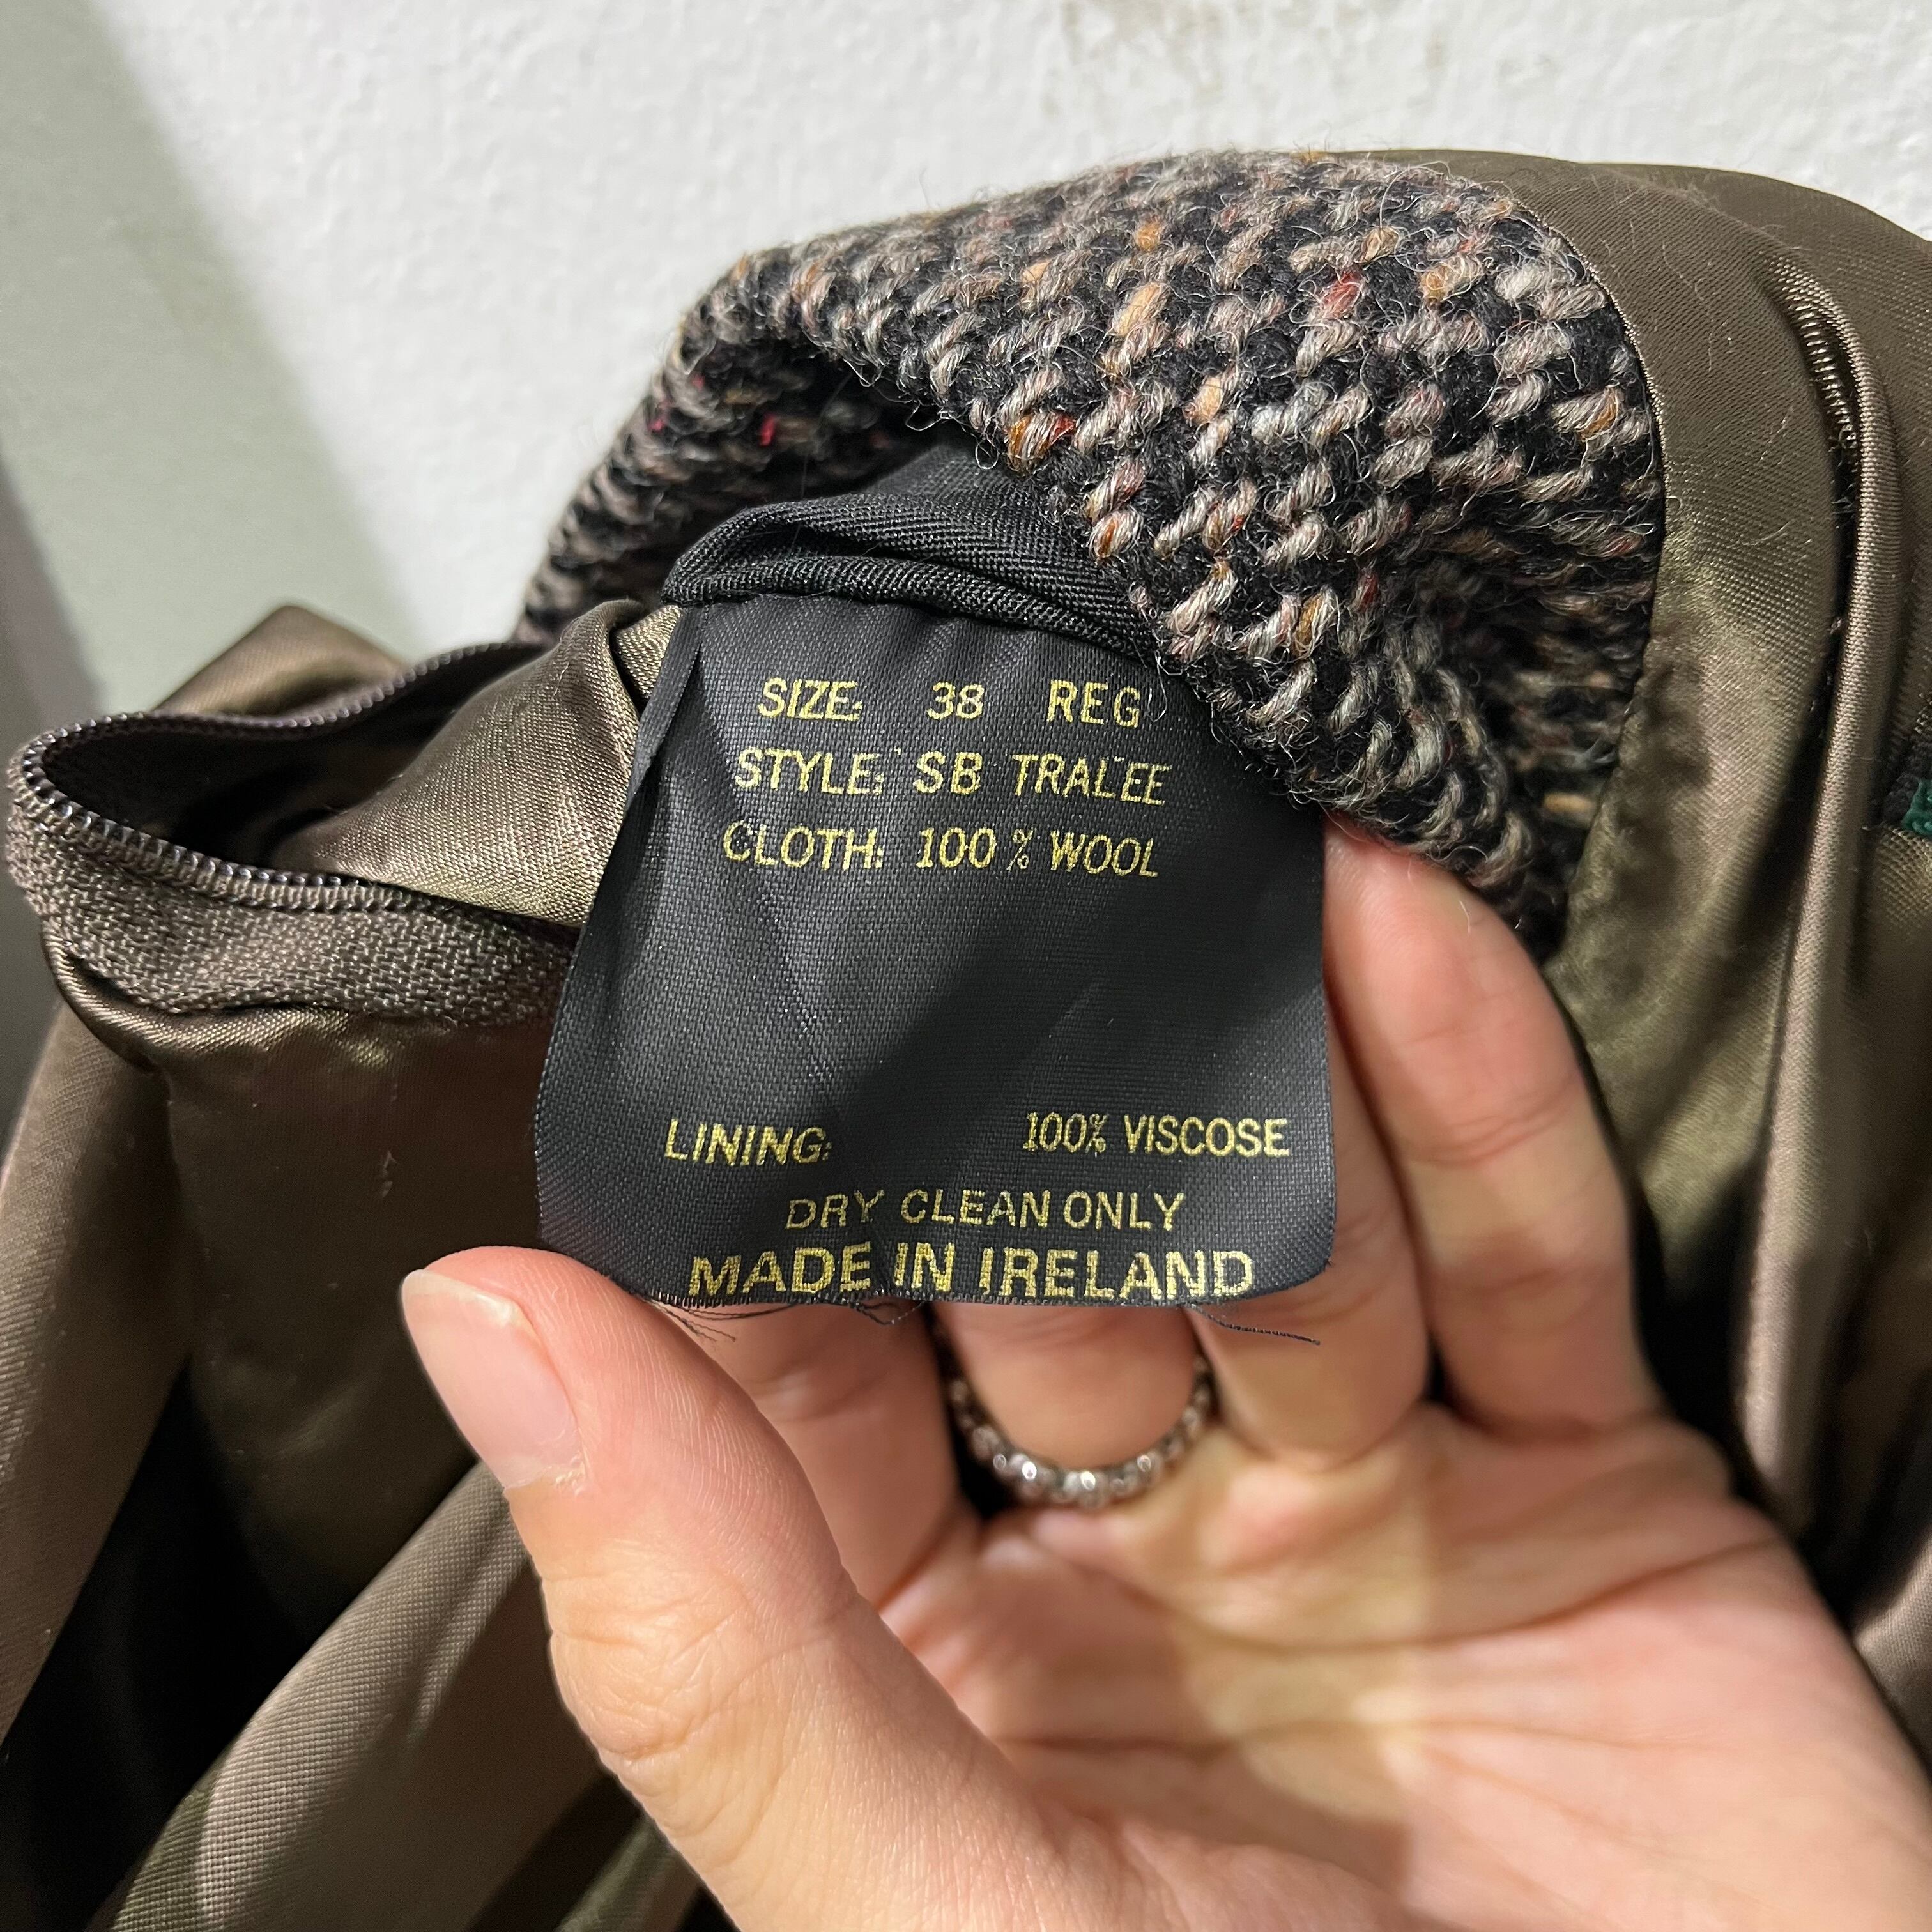 SIZE: 38 REG
STYLE: SB TRALEE
CLOTH: 100% WOOL
LINING: 100% VISCOSE
DRY CLEAN ONLY
MADE IN IRELAND